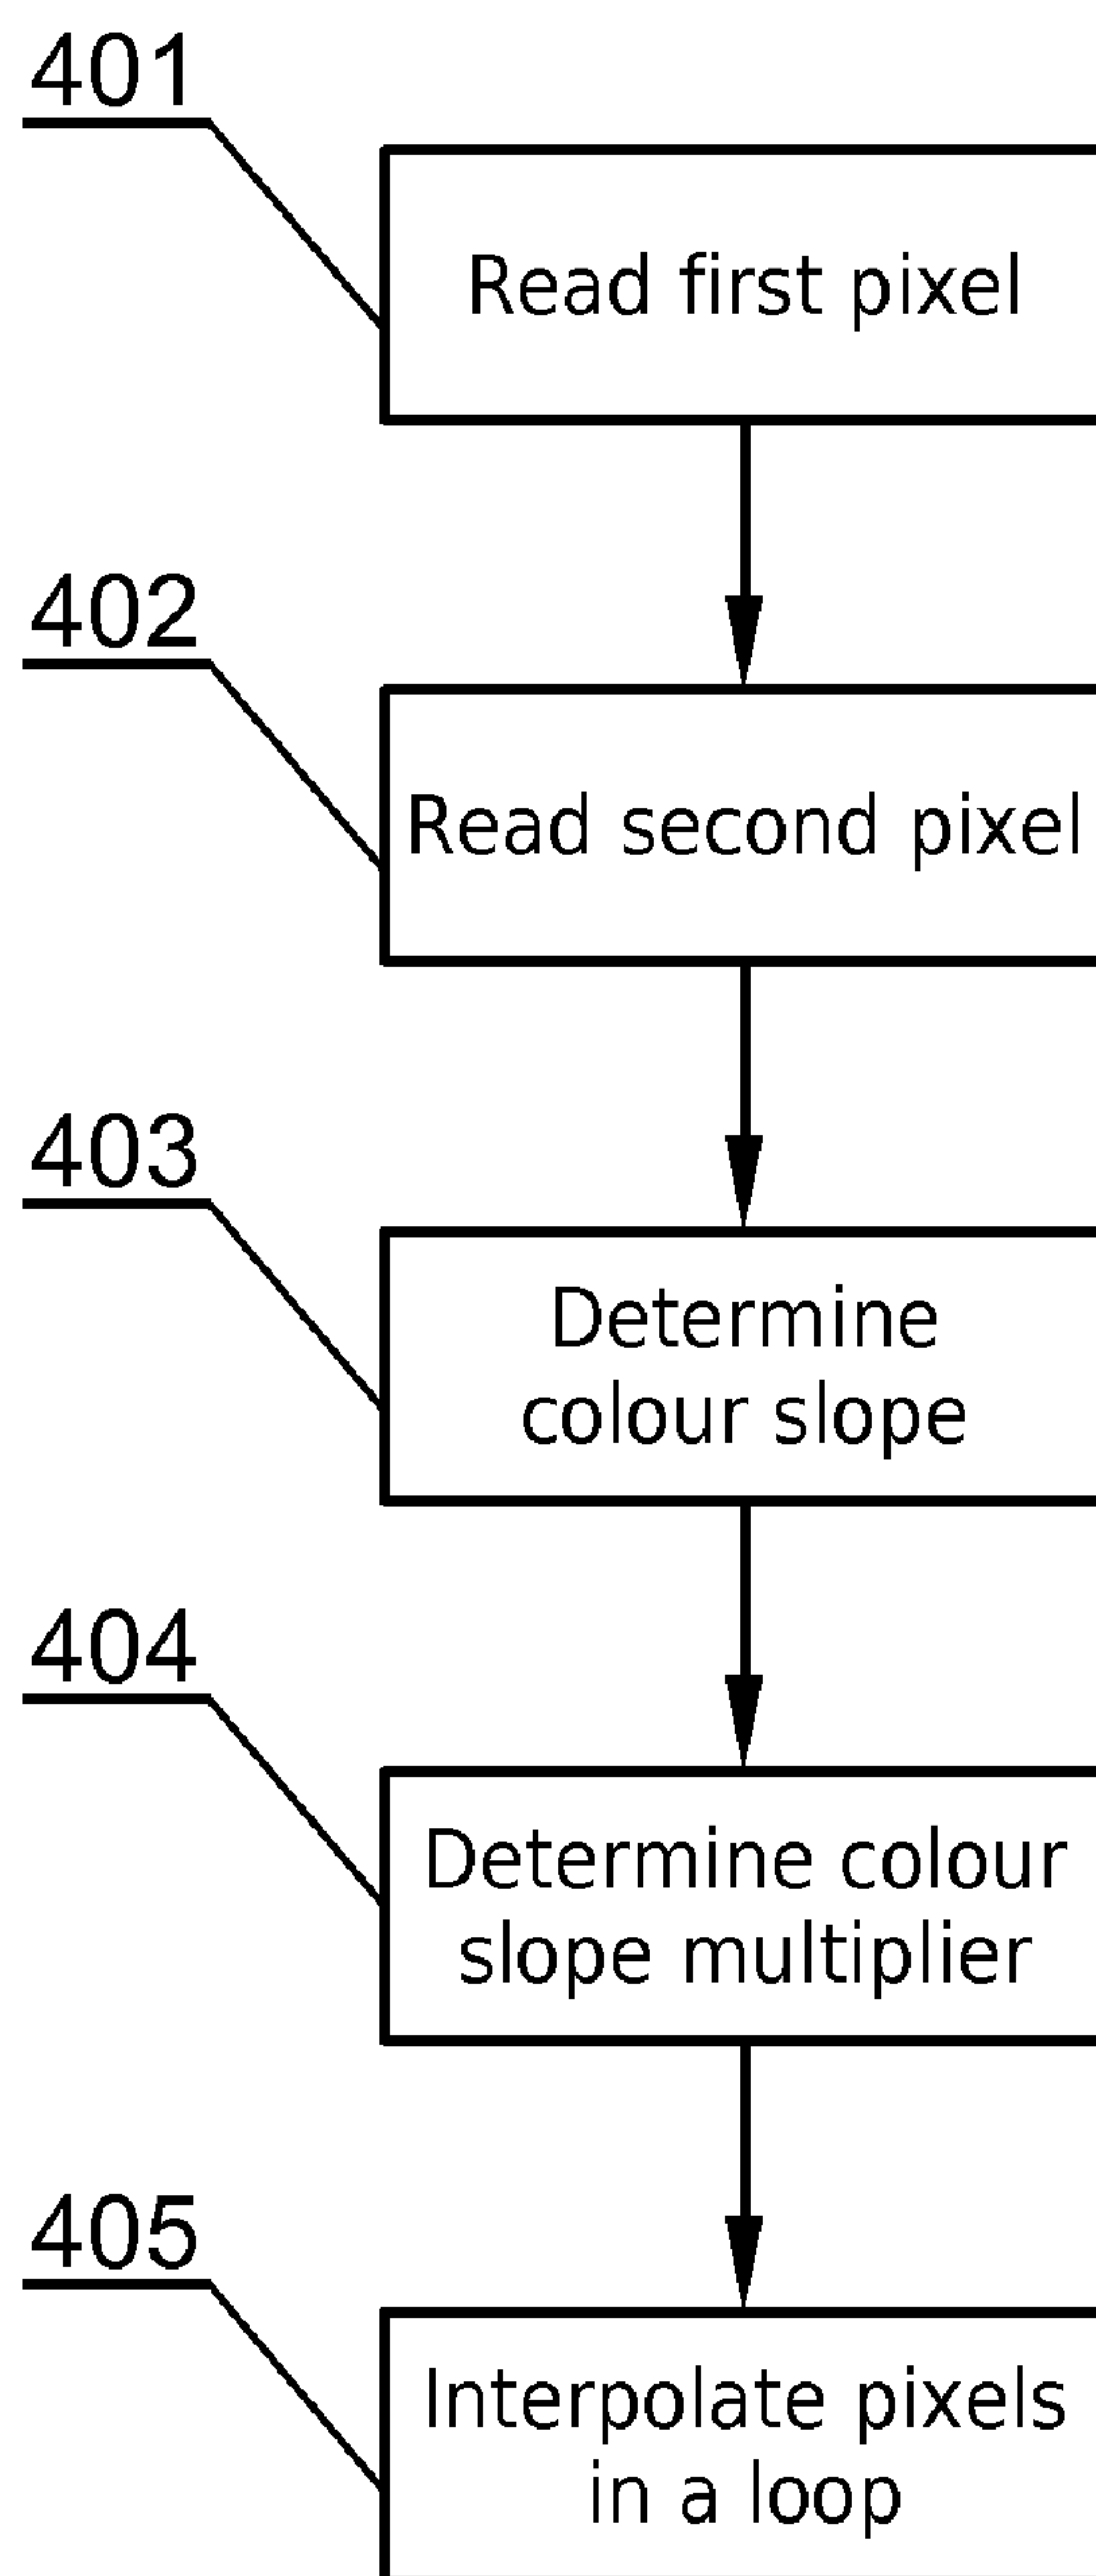 401
Read first pixel
402
Read second pixel
403
Determine
colour slope
404
Determine colour
slope multiplier
405
Interpolate pixels
in a loop